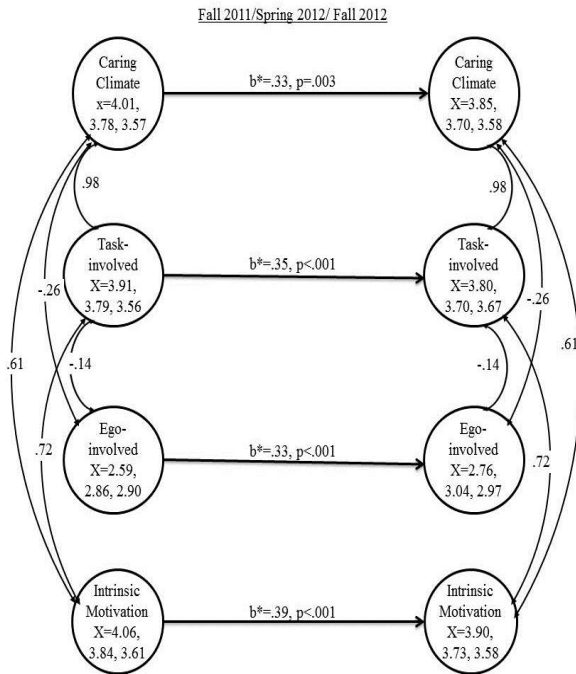 Fall 2011/Spring 2012/ Fall 2012
Caring
Climate
x=4.01,
3.78, 3.57
b*=.33, p=.003
Caring
Climate
X=3.85,
3.70, 3.58
.98
.98
Task-
involved
X=3.91,
3.79, 3.56
b*=.35, p<.001
Task-
involved
X=3.80,
3.70, 3.67
-.26
-.26
.61
.61
-.14
-.14
.72
.72
Ego-
involved
X=2.59,
2.86, 2.90
b*=.33, p<.001
Ego-
involved
X=2.76,
3.04, 2.97
Intrinsic
Motivation
X=4.06,
3.84, 3.61
b*=.39, p<.001
Intrinsic
Motivation
X=3.90,
3.73, 3.58